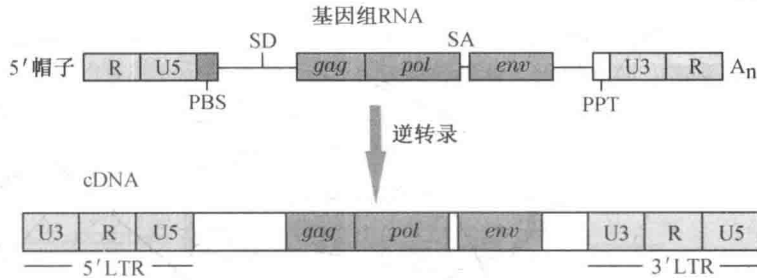 基因组RNA
SD
SA
5′帽子
R
U5
gag
pol
env
U3
R
An
PBS
PPT
逆转录
cDNA
U3
R
U5
gag
pol
env
U3
R
U5
5′LTR
3′LTR